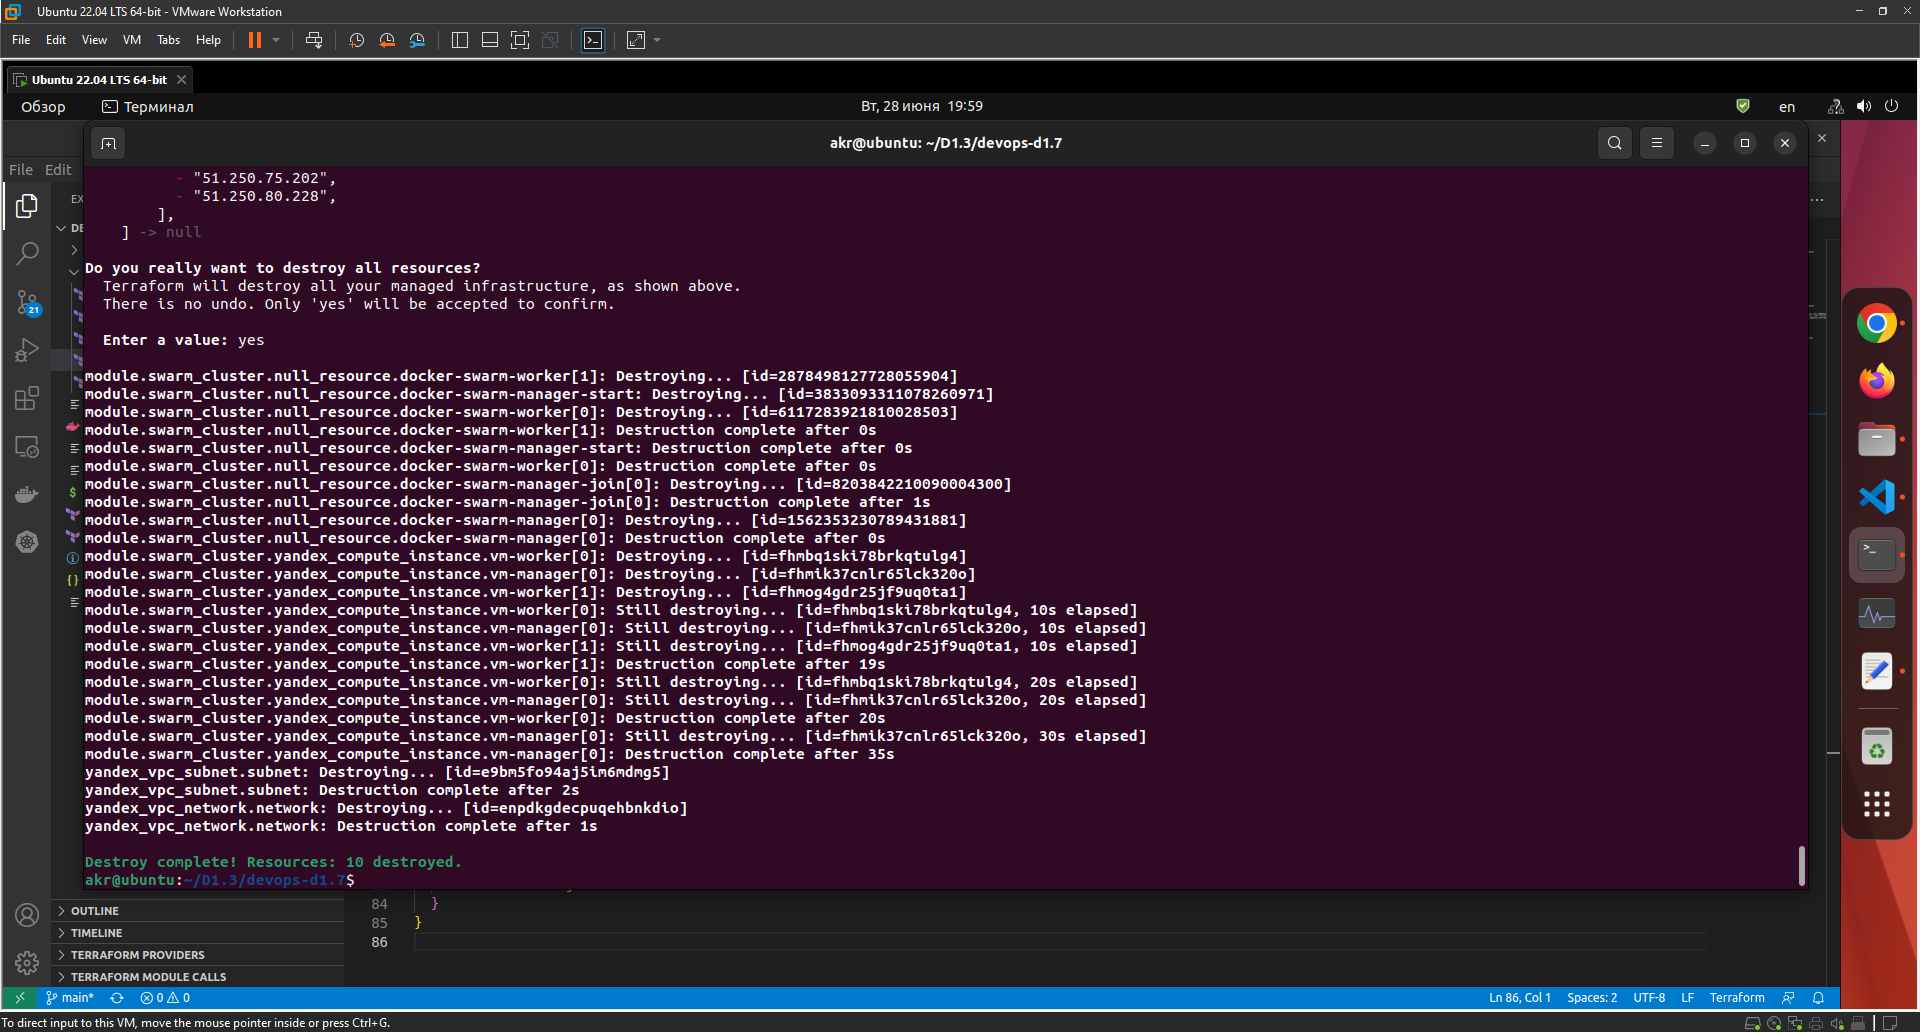 Ubuntu 22.04 LTS 64-bit - VMware Workstation
File Edit View VM Tabs Help
Ubuntu 22.04 LTS 64-bit
Обзор Терминал Вт, 28 июня 19:59 en
akr@ubuntu: ~/D1.3/devops-d1.7
File Edit
EX
DE
21
- "51.250.75.202",
- "51.250.80.228",
],
] -> null
Do you really want to destroy all resources?
Terraform will destroy all your managed infrastructure, as shown above.
There is no undo. Only 'yes' will be accepted to confirm.
Enter a value: yes
module.swarm_cluster.null_resource.docker-swarm-worker[1]: Destroying... [id=2878498127728055904]
module.swarm_cluster.null_resource.docker-swarm-manager-start: Destroying... [id=3833093311078260971]
module.swarm_cluster.null_resource.docker-swarm-worker[0]: Destroying... [id=6117283921810028503]
module.swarm_cluster.null_resource.docker-swarm-worker[1]: Destruction complete after 0s
module.swarm_cluster.null_resource.docker-swarm-manager-start: Destruction complete after 0s
module.swarm_cluster.null_resource.docker-swarm-worker[0]: Destruction complete after 0s
module.swarm_cluster.null_resource.docker-swarm-manager-join[0]: Destroying... [id=8203842210090004300]
module.swarm_cluster.null_resource.docker-swarm-manager-join[0]: Destruction complete after 1s
module.swarm_cluster.null_resource.docker-swarm-manager[0]: Destroying... [id=1562353230789431881]
module.swarm_cluster.null_resource.docker-swarm-manager[0]: Destruction complete after 0s
module.swarm_cluster.yandex_compute_instance.vm-worker[0]: Destroying... [id=fhmbq1ski78brkqtulg4]
module.swarm_cluster.yandex_compute_instance.vm-manager[0]: Destroying... [id=fhmik37cnlr65lck320o]
module.swarm_cluster.yandex_compute_instance.vm-worker[1]: Destroying... [id=fhmog4gdr25jf9uq0ta1]
module.swarm_cluster.yandex_compute_instance.vm-worker[0]: Still destroying... [id=fhmbq1ski78brkqtulg4, 10s elapsed]
module.swarm_cluster.yandex_compute_instance.vm-manager[0]: Still destroying... [id=fhmik37cnlr65lck320o, 10s elapsed]
module.swarm_cluster.yandex_compute_instance.vm-worker[1]: Still destroying... [id=fhmog4gdr25jf9uq0ta1, 10s elapsed]
module.swarm_cluster.yandex_compute_instance.vm-worker[1]: Destruction complete after 19s
module.swarm_cluster.yandex_compute_instance.vm-worker[0]: Still destroying... [id=fhmbq1ski78brkqtulg4, 20s elapsed]
module.swarm_cluster.yandex_compute_instance.vm-manager[0]: Still destroying... [id=fhmik37cnlr65lck320o, 20s elapsed]
module.swarm_cluster.yandex_compute_instance.vm-worker[0]: Destruction complete after 20s
module.swarm_cluster.yandex_compute_instance.vm-manager[0]: Still destroying... [id=fhmik37cnlr65lck320o, 30s elapsed]
module.swarm_cluster.yandex_compute_instance.vm-manager[0]: Destruction complete after 35s
yandex_vpc_subnet.subnet: Destroying... [id=e9bm5fo94aj5im6mdmg5]
yandex_vpc_subnet.subnet: Destruction complete after 2s
yandex_vpc_network.network: Destroying... [id=enpdkgdecpuqehbnkdio]
yandex_vpc_network.network: Destruction complete after 1s
Destroy complete! Resources: 10 destroyed.
akr@ubuntu:~/D1.3/devops-d1.7$
84 }
85 }
86
OUTLINE
TIMELINE
TERRAFORM PROVIDERS
TERRAFORM MODULE CALLS
main* 0 0 Ln 86, Col 1 Spaces: 2 UTF-8 LF Terraform
To direct input to this VM, move the mouse pointer inside or press Ctrl+G.